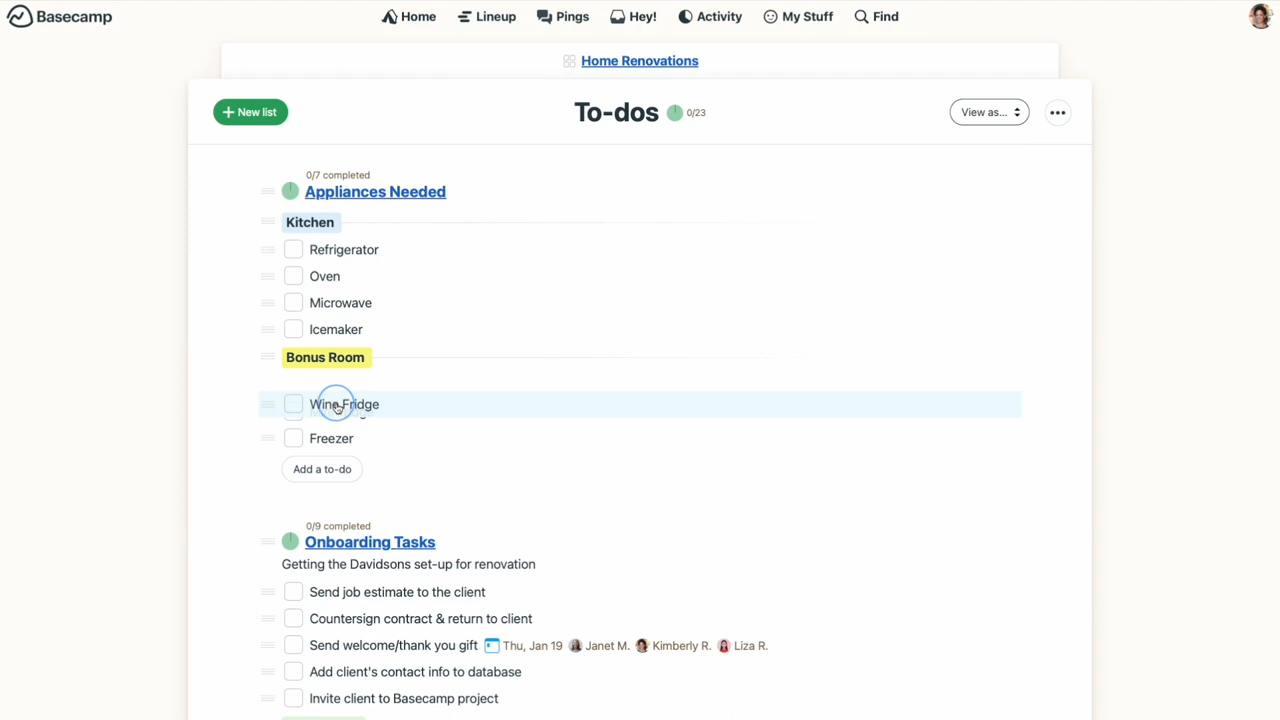 Basecamp
Home Lineup Pings Hey! Activity My Stuff Find
Home Renovations
New list
To-dos 0/23
View as...
0/7 completed
Appliances Needed
Kitchen
Refrigerator
Oven
Microwave
Icemaker
Bonus Room
Wine Fridge
Freezer
Add a to-do
0/9 completed
Onboarding Tasks
Getting the Davidsons set-up for renovation
Send job estimate to the client
Countersign contract & return to client
Send welcome/thank you gift Thu, Jan 19 Janet M. Kimberly R. Liza R.
Add client's contact info to database
Invite client to Basecamp project